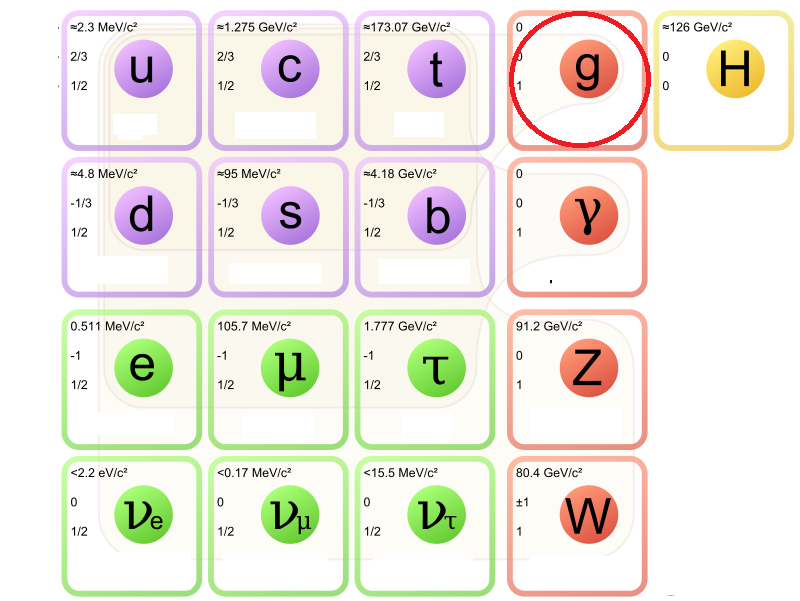 ≈2.3 MeV/c²
2/3
1/2
u
≈1.275 GeV/c²
2/3
1/2
c
≈173.07 GeV/c²
2/3
1/2
t
0
0
1
g
≈126 GeV/c²
0
0
H
≈4.8 MeV/c²
-1/3
1/2
d
≈95 MeV/c²
-1/3
1/2
s
≈4.18 GeV/c²
-1/3
1/2
b
0
0
1
γ
0.511 MeV/c²
-1
1/2
e
105.7 MeV/c²
-1
1/2
μ
1.777 GeV/c²
-1
1/2
τ
91.2 GeV/c²
0
1
Z
<2.2 eV/c²
0
1/2
νe
<0.17 MeV/c²
0
1/2
νμ
<15.5 MeV/c²
0
1/2
ντ
80.4 GeV/c²
±1
1
W